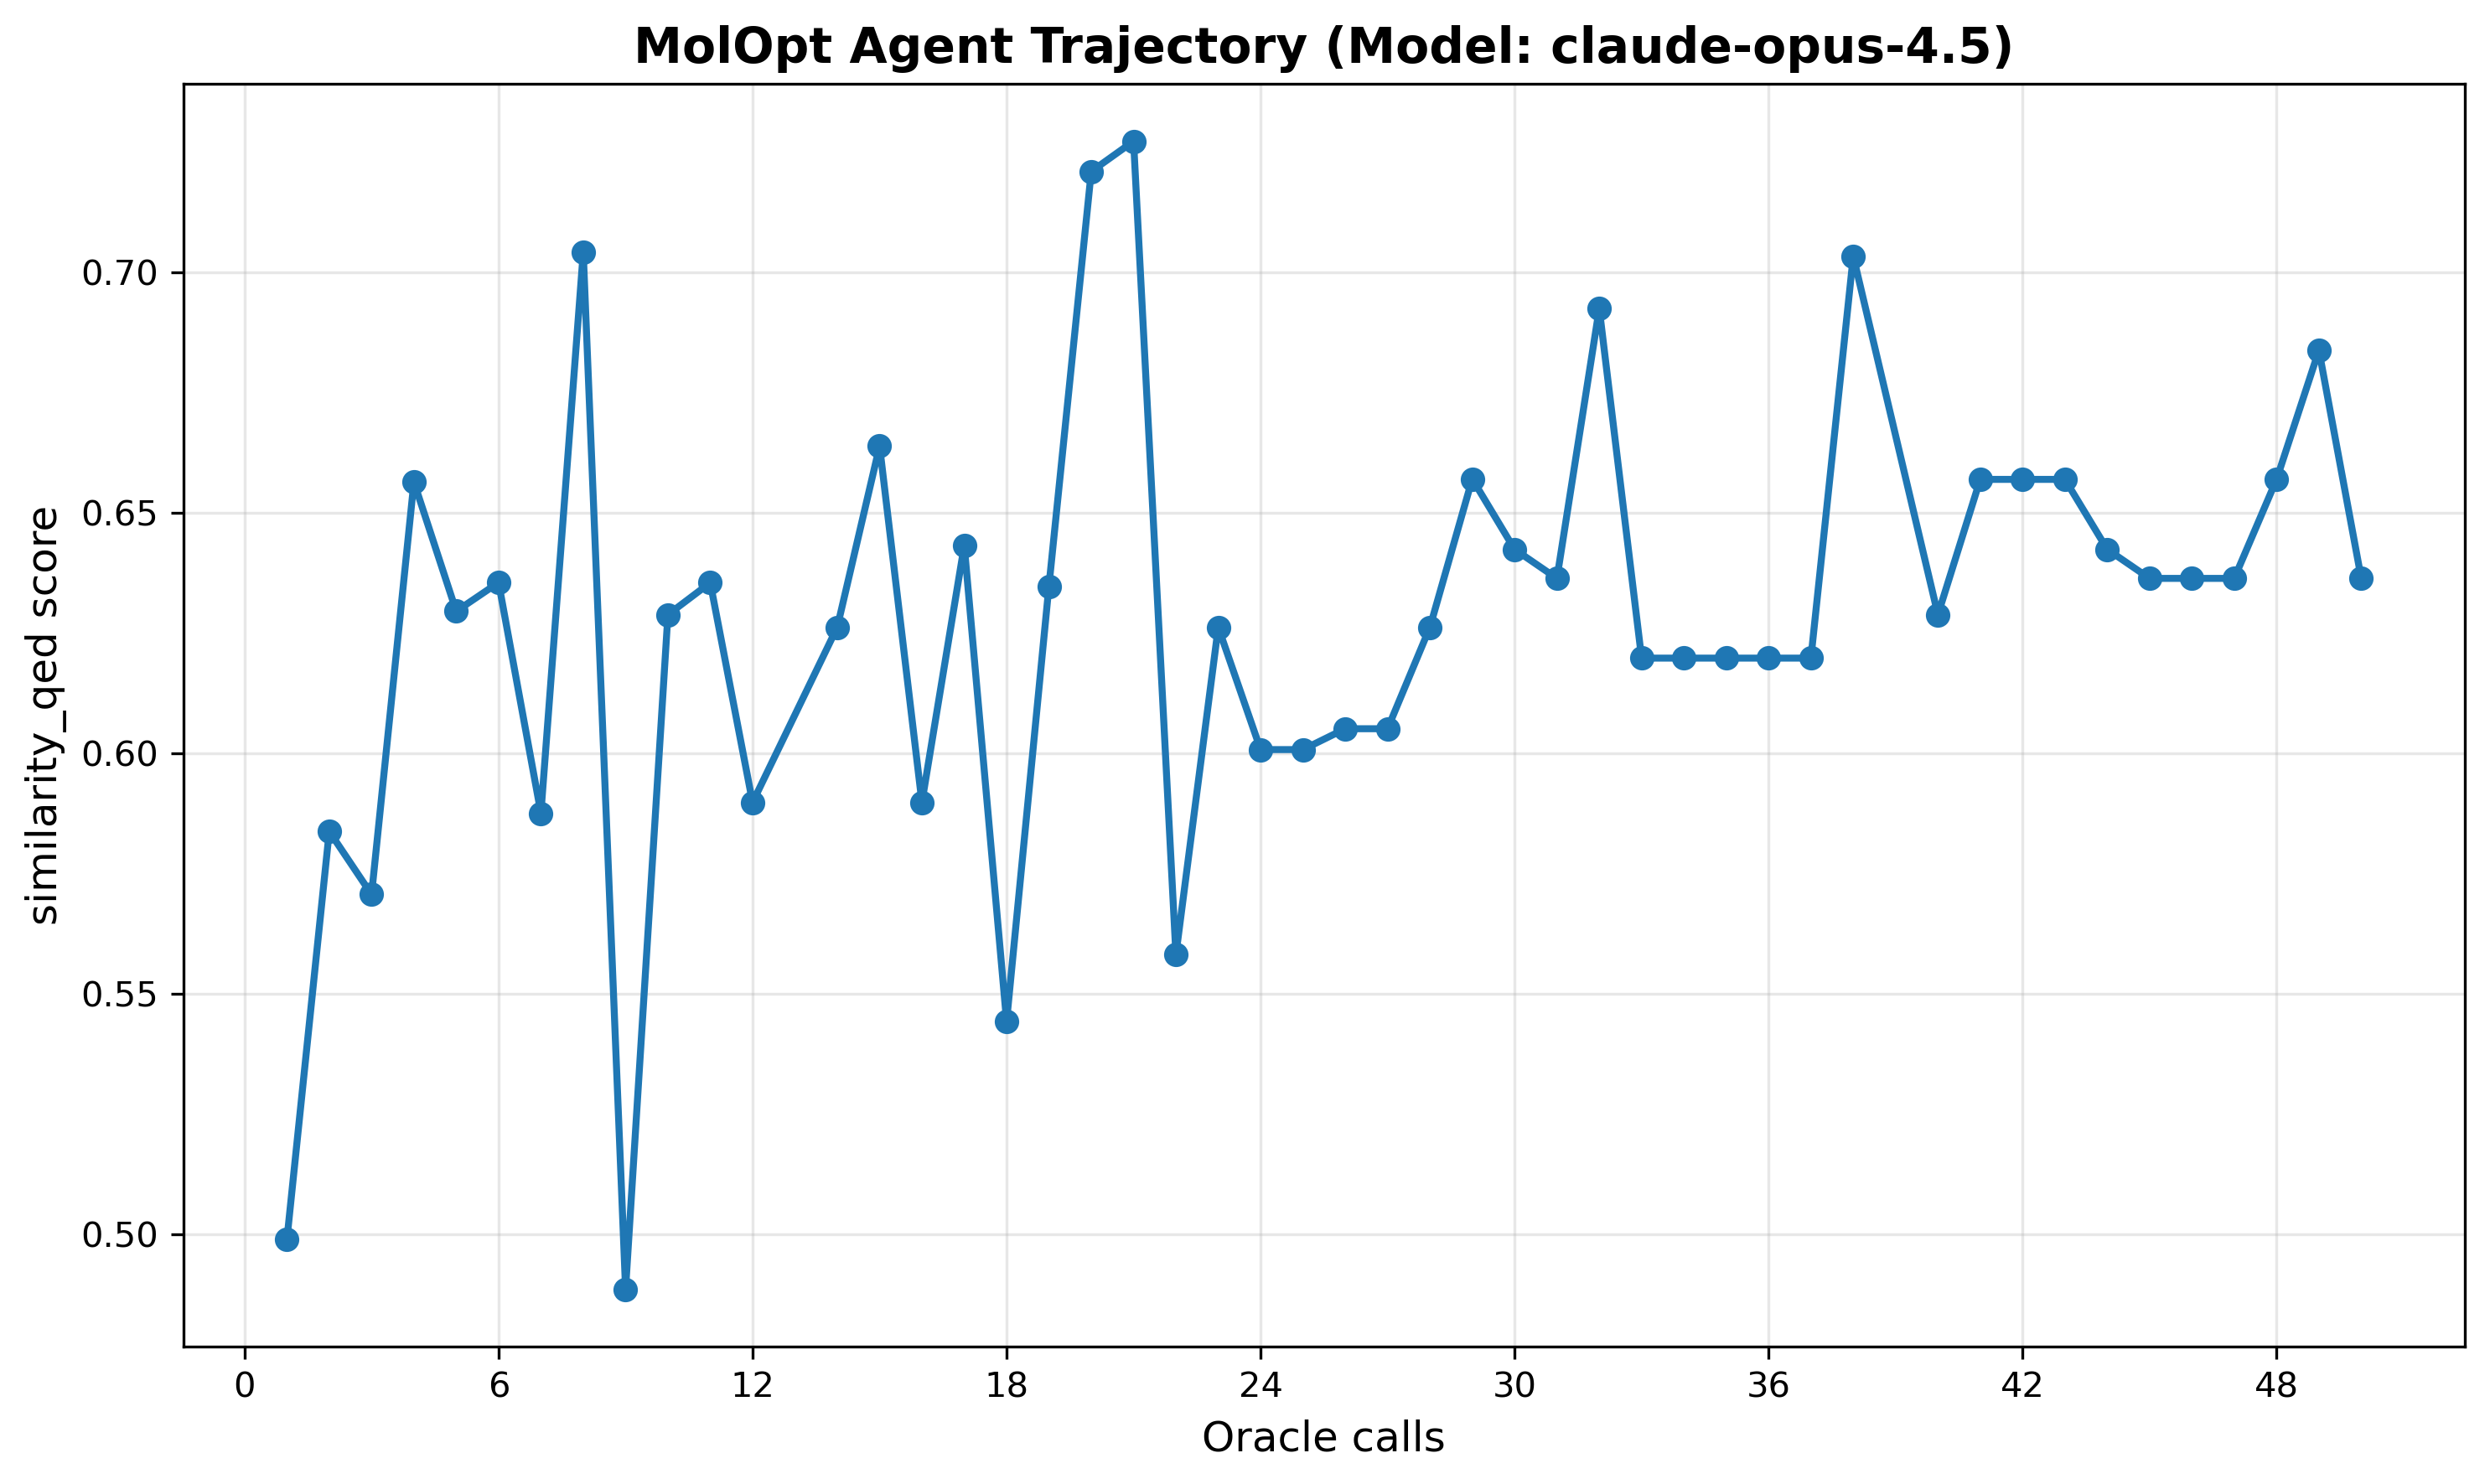 MolOpt Agent Trajectory (Model: claude-opus-4.5)
similarity_qed score
0.70
0.65
0.60
0.55
0.50
0 6 12 18 24 30 36 42 48
Oracle calls